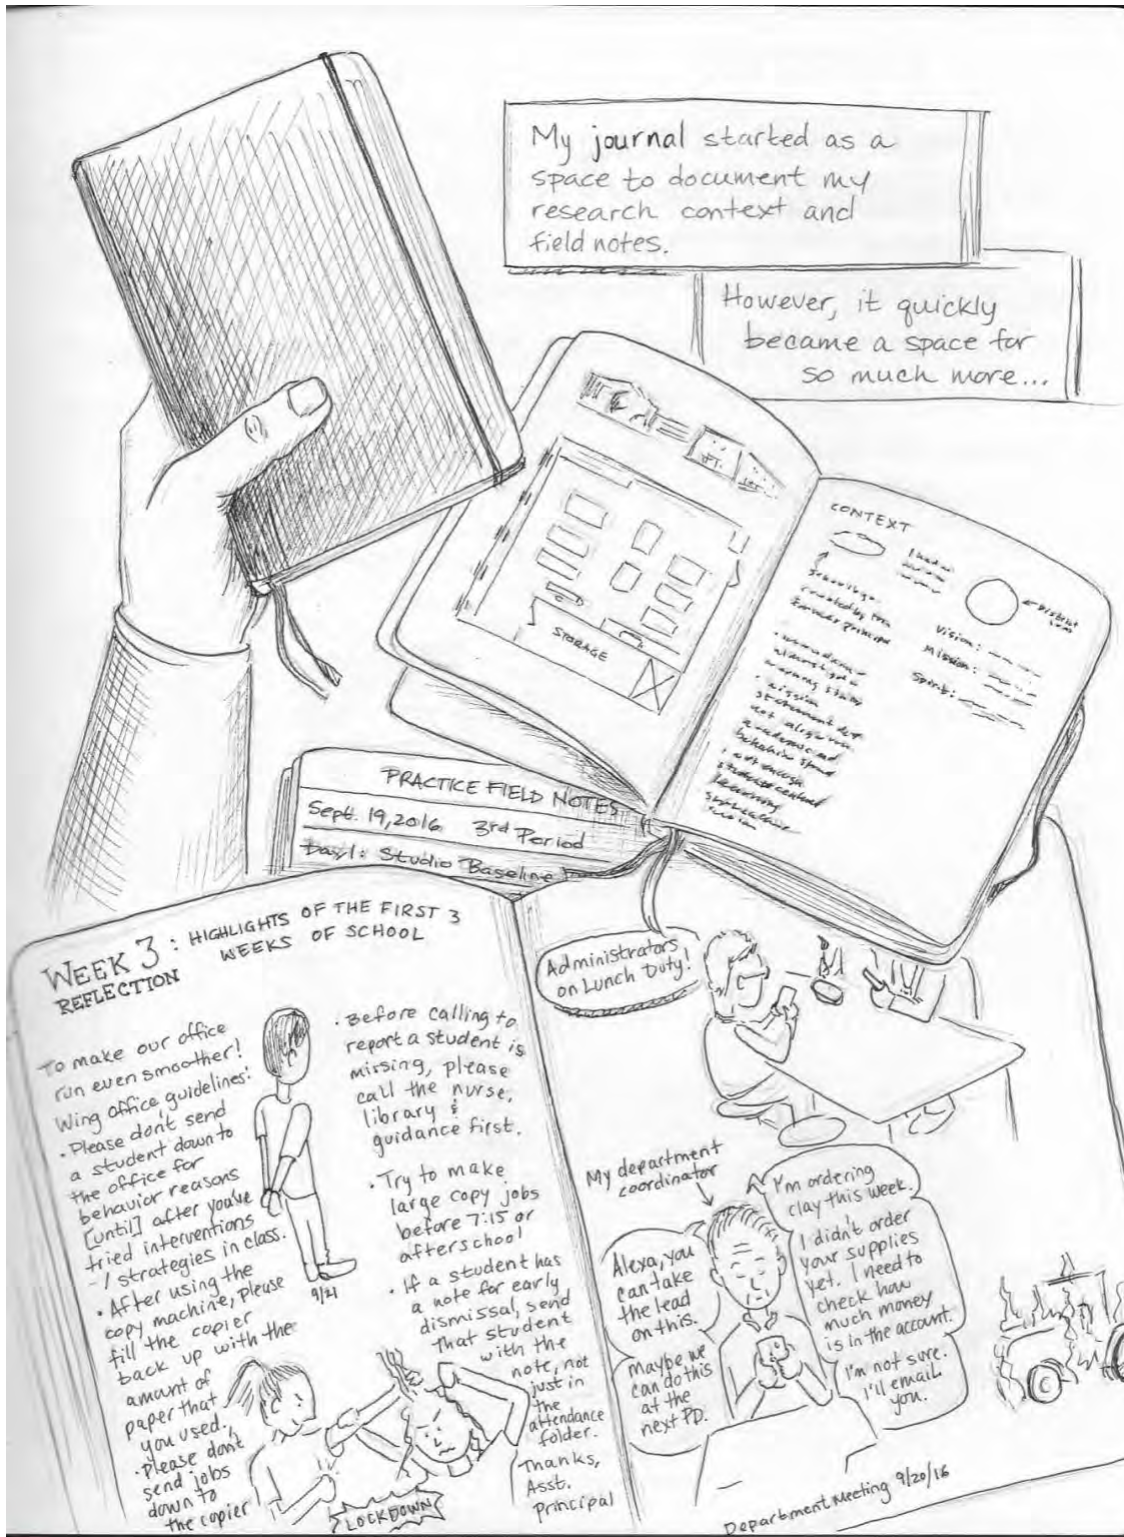 My journal started as a
space to document my
research context and
field notes.
However, it quickly
became a space for
so much more...
CONTEXT
created by the
former principal
District
Vision:
Mission:
Spirit:
STORAGE
PRACTICE FIELD NOTES
Sept. 19, 2016 3rd Period
Day 1: Studio Baseline
WEEK 3: HIGHLIGHTS OF THE FIRST 3
WEEKS OF SCHOOL
REFLECTION
To make our office
run even smoother!
Wing office guidelines:
• Please don't send
a student down to
the office for
behavior reasons
[until] after you've
tried interventions
-/strategies in class.
• After using the
copy machine, please
fill the copier
back up with the
amount of
paper that
you used.
• Please don't
send jobs
down to
the copier
9/21
• Before calling to
report a student is
missing, please
call the nurse,
library &
guidance first.
• Try to make
large copy jobs
before 7:15 or
afterschool
• If a student has
a note for early
dismissal, send
that student
with the
note, not
just in
the
attendance
folder.
Thanks,
Asst.
Principal
LOCKDOWN
Administrators
on Lunch Duty!
My department
coordinator
Alexa, you
can take
the lead
on this.
Maybe we
can do this
at the
next PD.
I'm ordering
clay this week.
I didn't order
your supplies
yet. I need to
check how
much money
is in the account.
I'm not sure.
I'll email
you.
Department Meeting 9/20/16